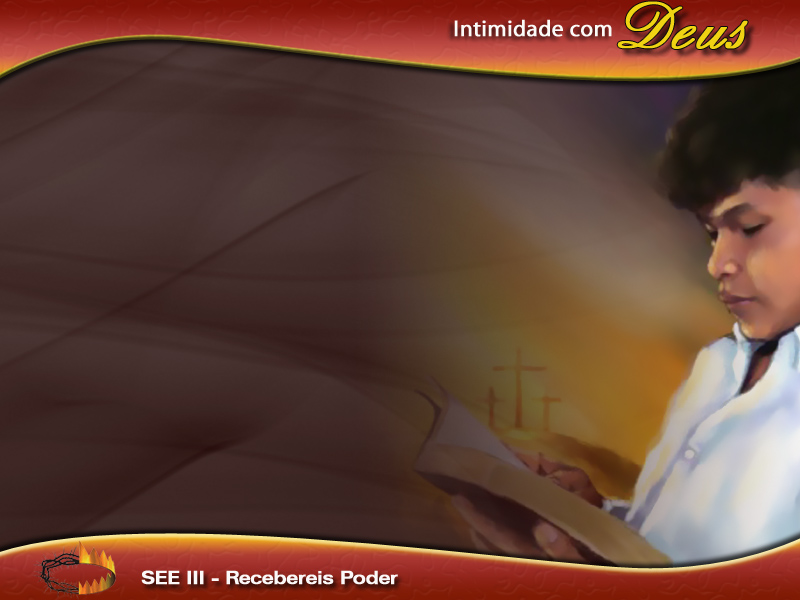 Intimidade com Deus
SEE III - Recebereis Poder